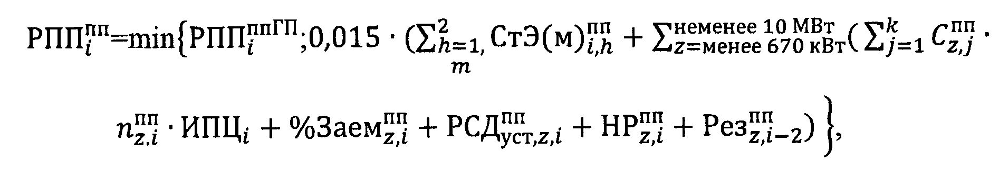 РПП_i^пп=min{РПП_i^ппГП;0,015 · (∑_{h=1, m}^2 СтЭ(м)_{i,h}^пп + ∑_{z=менее 670 кВт}^{неменее 10 МВт}(∑_{j=1}^k C_{z,j}^пп ·
n_{z.i}^пп · ИПЦ_i + %Заем_{z,i}^пп + РСД_{уст,z,i}^пп + НР_{z,i}^пп + Рез_{z,i−2}^пп) },